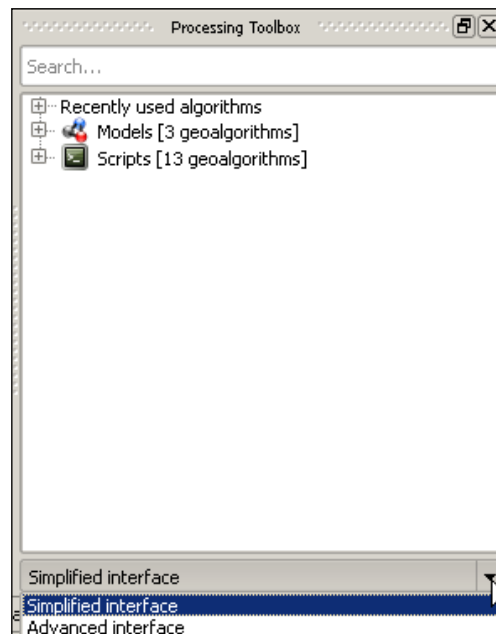 Processing Toolbox
Search...
Recently used algorithms
Models [3 geoalgorithms]
Scripts [13 geoalgorithms]
Simplified interface
Simplified interface
Advanced interface